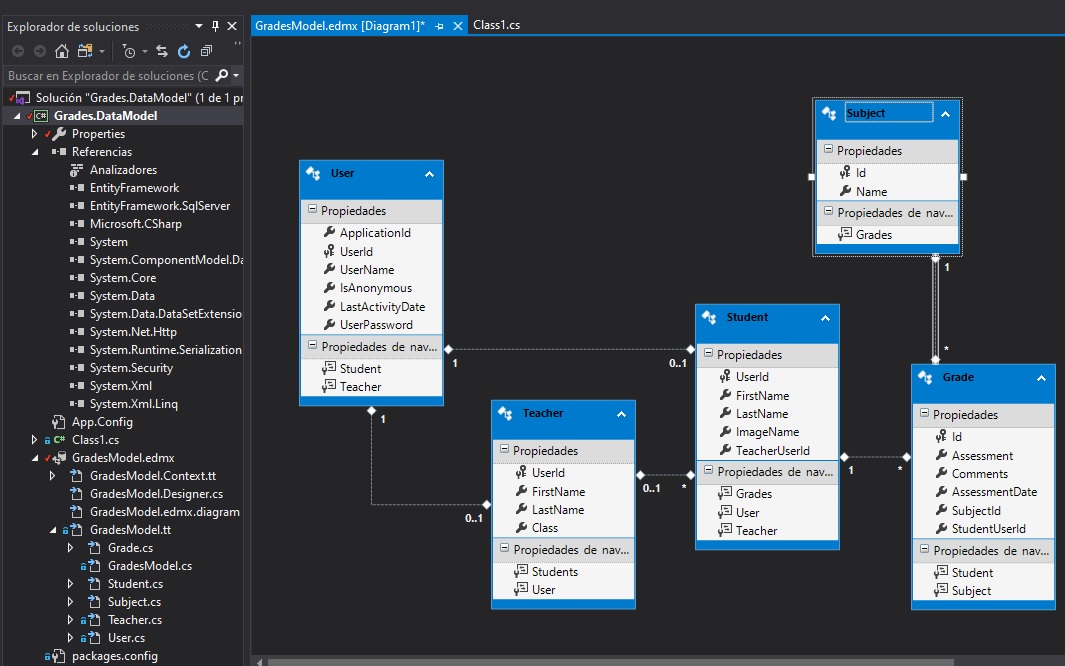 Explorador de soluciones
Buscar en Explorador de soluciones (C
Solución "Grades.DataModel" (1 de 1 pr
Grades.DataModel
Properties
Referencias
Analizadores
EntityFramework
EntityFramework.SqlServer
Microsoft.CSharp
System
System.ComponentModel.Da
System.Core
System.Data
System.Data.DataSetExtensio
System.Net.Http
System.Runtime.Serialization
System.Security
System.Xml
System.Xml.Linq
App.Config
C# Class1.cs
GradesModel.edmx
GradesModel.Context.tt
GradesModel.Designer.cs
GradesModel.edmx.diagram
GradesModel.tt
Grade.cs
GradesModel.cs
Student.cs
Subject.cs
Teacher.cs
User.cs
packages.config
GradesModel.edmx [Diagram1]*
Class1.cs
User
Propiedades
ApplicationId
UserId
UserName
IsAnonymous
LastActivityDate
UserPassword
Propiedades de nav...
Student
Teacher
1
0..1
1
0..1
Teacher
Propiedades
UserId
FirstName
LastName
Class
Propiedades de nav...
Students
User
0..1
*
Student
Propiedades
UserId
FirstName
LastName
ImageName
TeacherUserId
Propiedades de nav...
Grades
User
Teacher
1
*
Subject
Propiedades
Id
Name
Propiedades de nav...
Grades
1
*
Grade
Propiedades
Id
Assessment
Comments
AssessmentDate
SubjectId
StudentUserId
Propiedades de nav...
Student
Subject